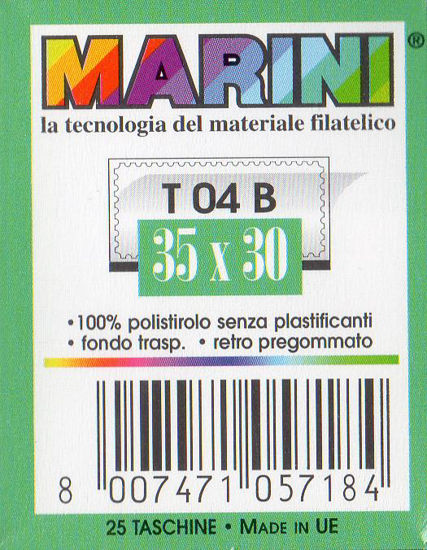 MARINI®
la tecnologia del materiale filatelico
T 04 B
35 x 30
• 100% polistirolo senza plastificanti
• fondo trasp. • retro pregommato
8 007471 057184
25 TASCHINE • MADE IN UE